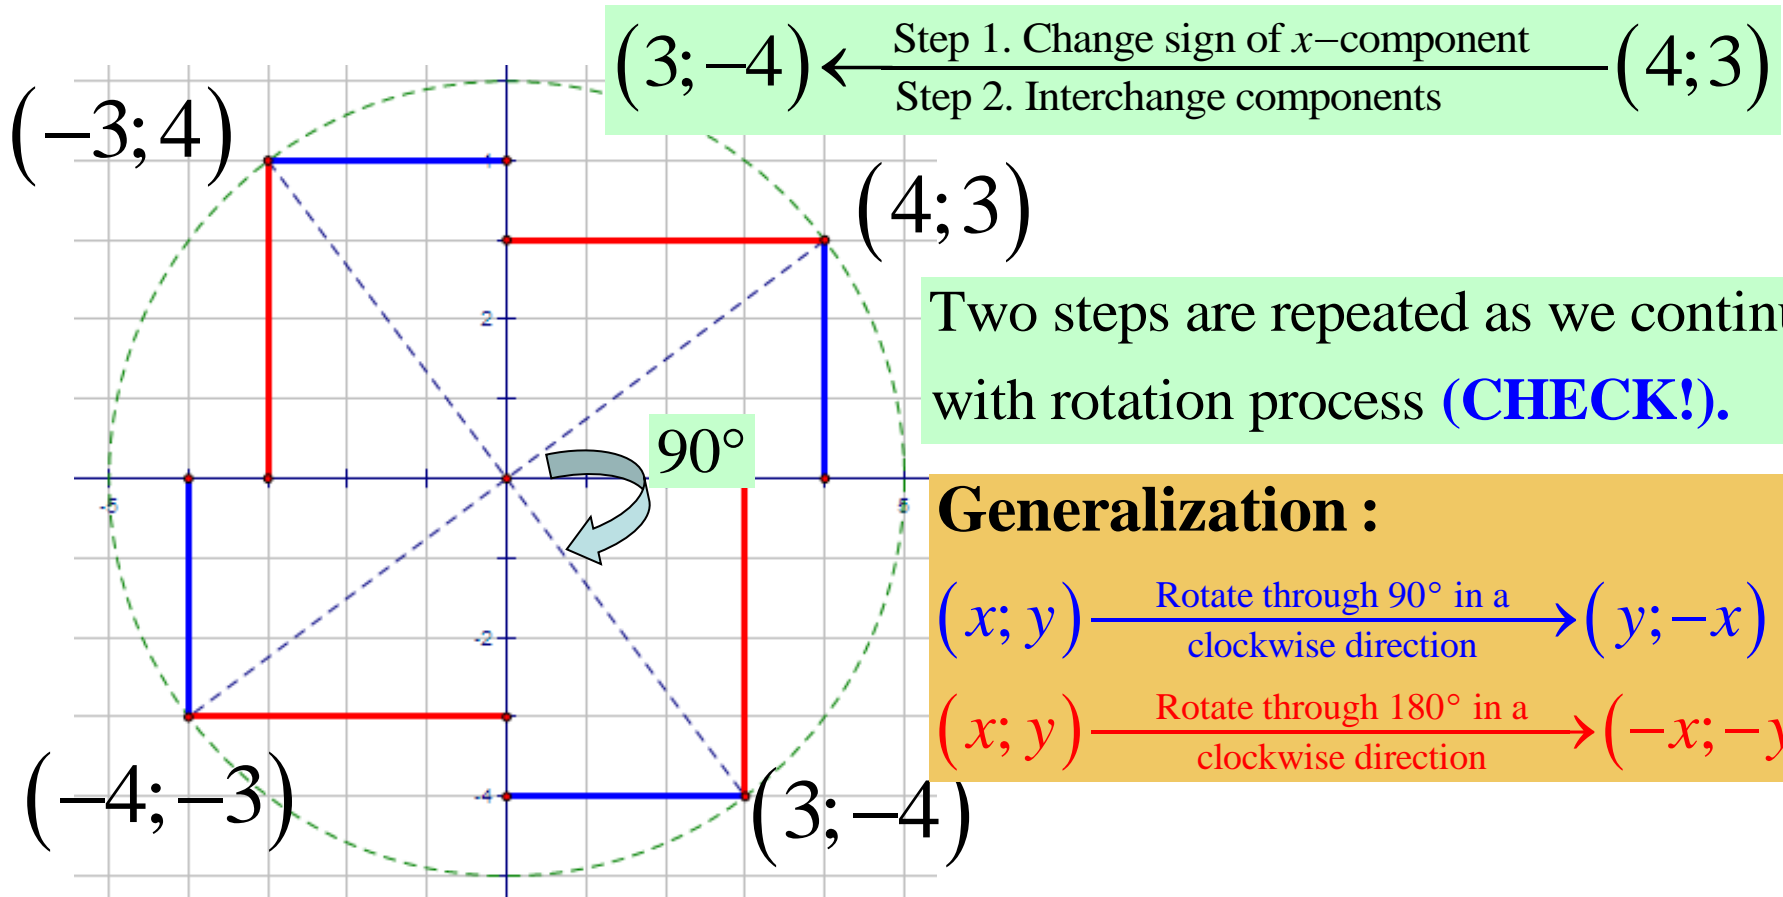 (3; −4) ← Step 1. Change sign of x−component (4; 3)
Step 2. Interchange components
(−3; 4)
(4; 3)
4
2
Two steps are repeated as we continu
with rotation process (CHECK!).
90°
-5
5
Generalization :
(x; y) Rotate through 90° in a → (y; −x)
clockwise direction
-2
(x; y) Rotate through 180° in a → (−x; −y
clockwise direction
(−4; −3)
-4
(3; −4)